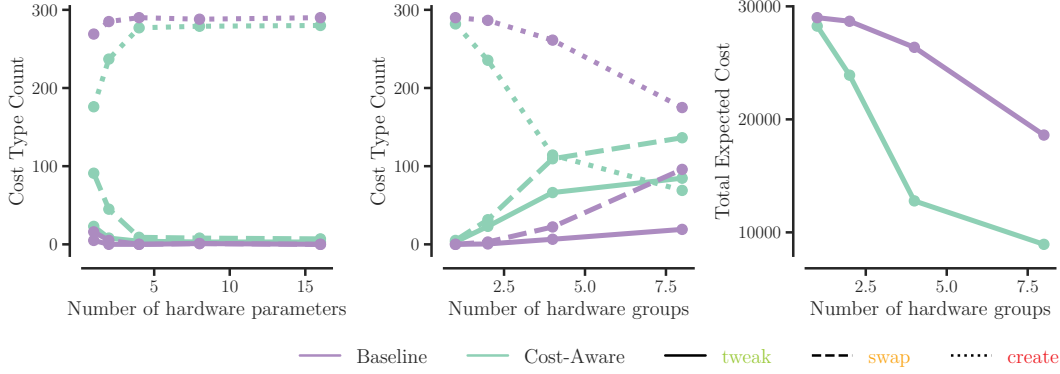 300
200
100
0
Cost Type Count
5
10
15
Number of hardware parameters
300
200
100
0
Cost Type Count
2.5
5.0
7.5
Number of hardware groups
30000
20000
10000
Total Expected Cost
2.5
5.0
7.5
Number of hardware groups
Baseline
Cost-Aware
tweak
swap
create